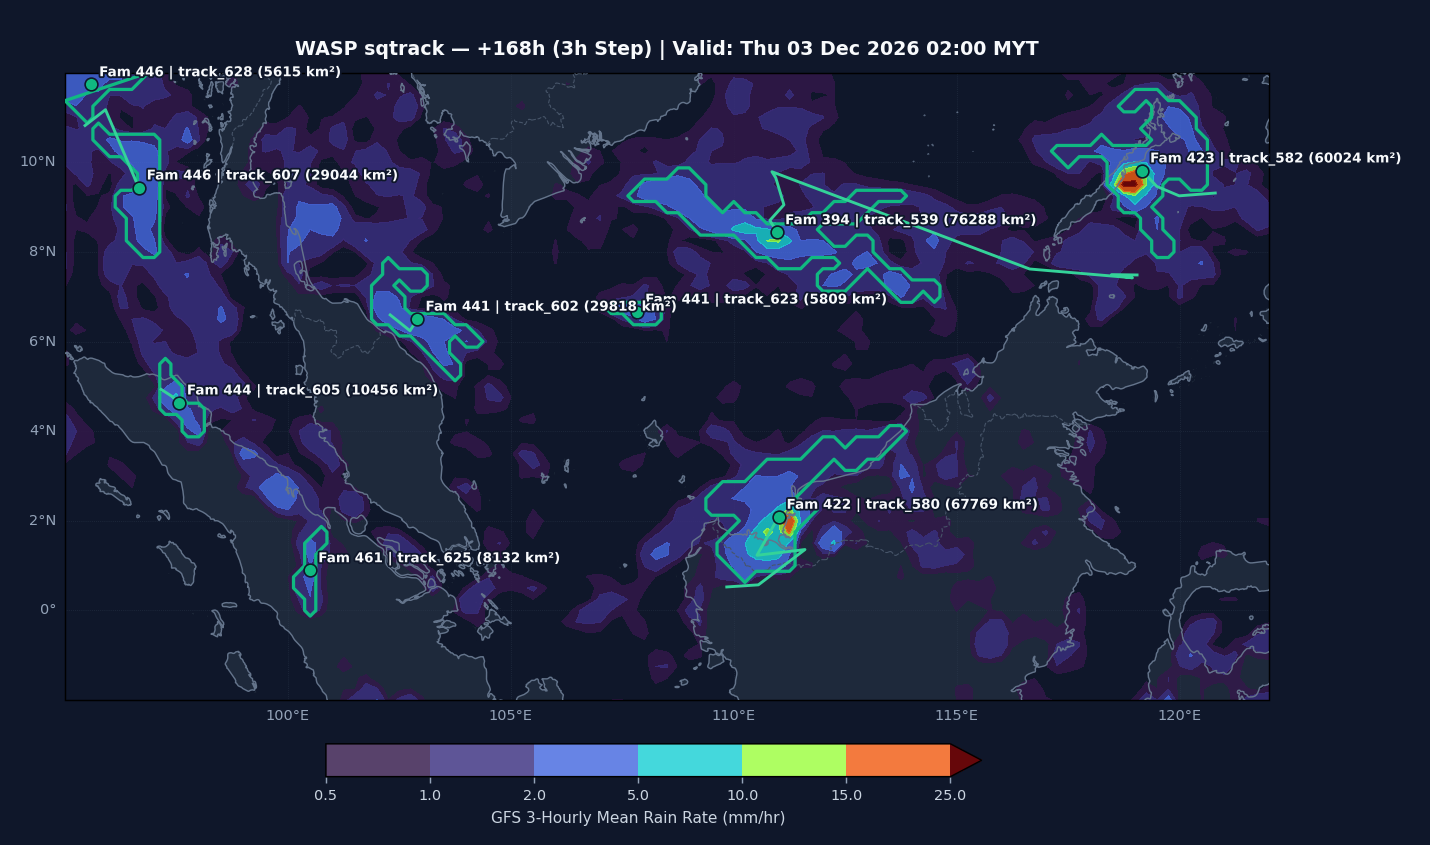 WASP sqtrack — +168h (3h Step) | Valid: Thu 03 Dec 2026 02:00 MYT
Fam 446 | track_628 (5615 km²)
Fam 423 | track_582 (60024 km²)
10°N
Fam 446 | track_607 (29044 km²)
Fam 394 | track_539 (76288 km²)
8°N
Fam 441 | track_623 (5809 km²)
Fam 441 | track_602 (29818 km²)
6°N
Fam 444 | track_605 (10456 km²)
4°N
Fam 422 | track_580 (67769 km²)
2°N
Fam 461 | track_625 (8132 km²)
0°
100°E 105°E 110°E 115°E 120°E
0.5 1.0 2.0 5.0 10.0 15.0 25.0
GFS 3-Hourly Mean Rain Rate (mm/hr)